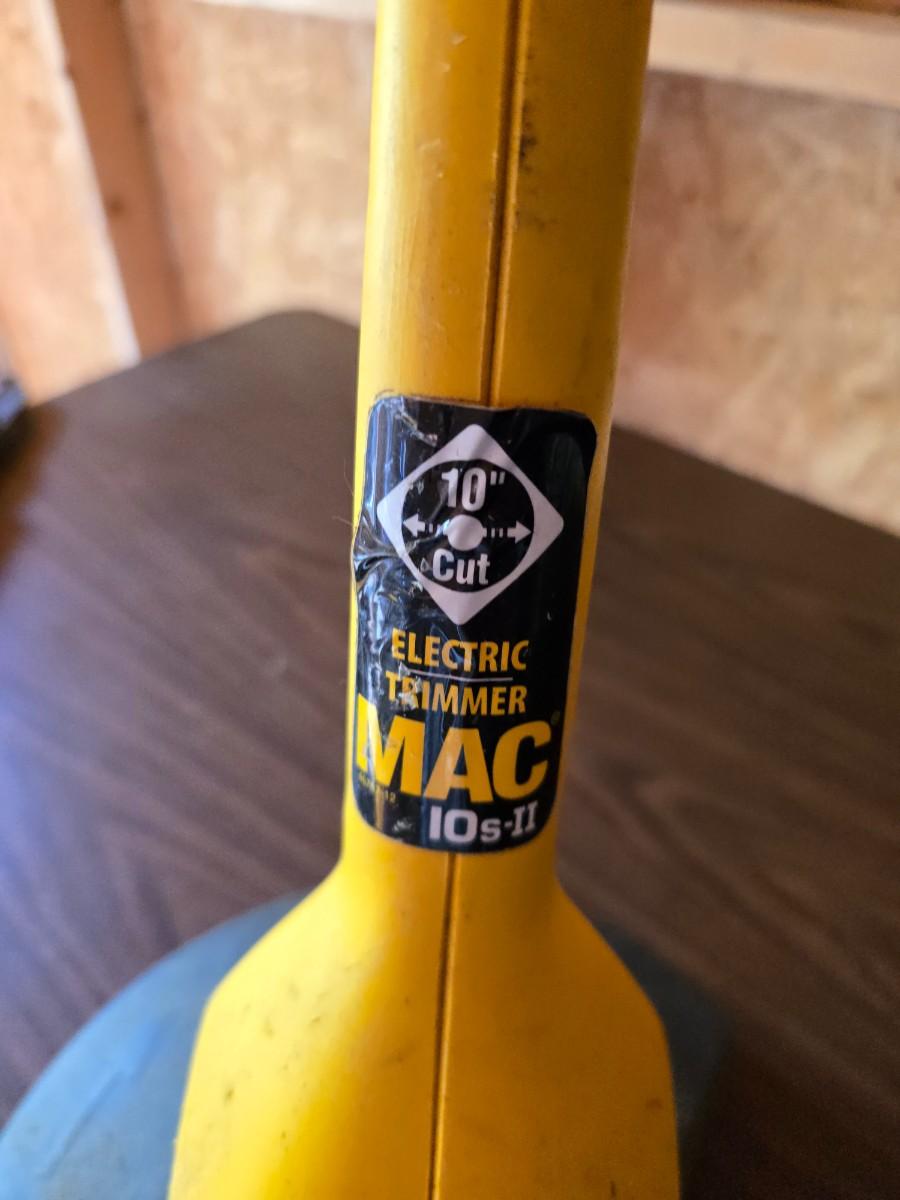 10"
Cut
ELECTRIC
TRIMMER
MAC®
10s-II